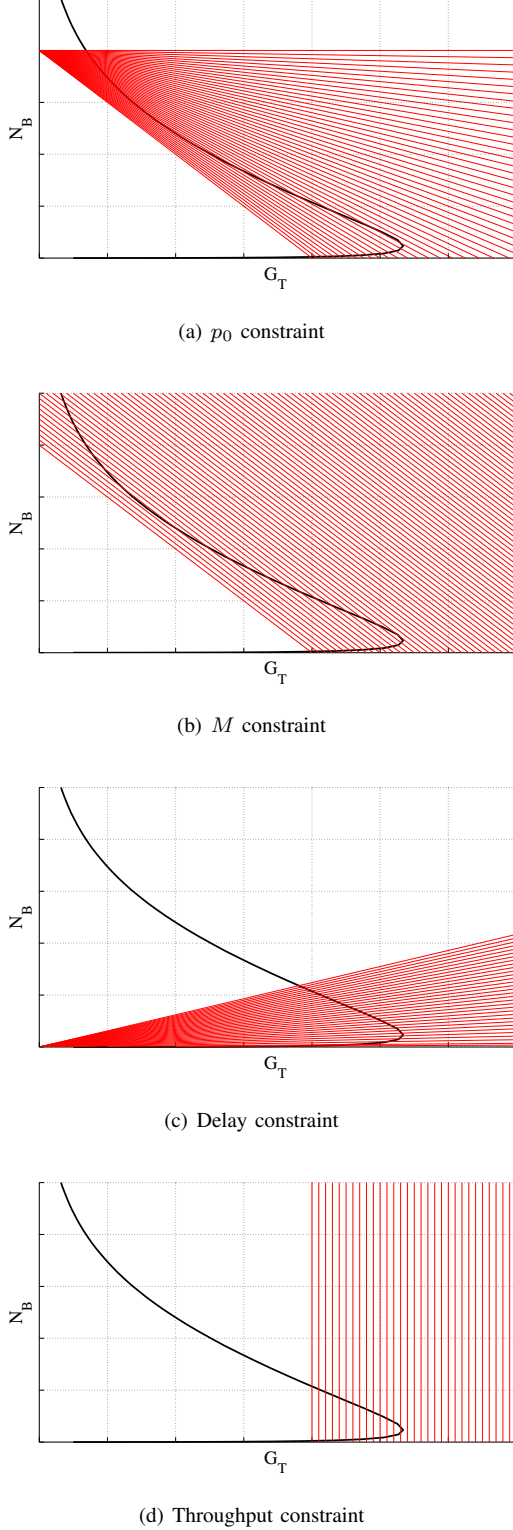 N_B
G_T
(a) p_0 constraint
N_B
G_T
(b) M constraint
N_B
G_T
(c) Delay constraint
N_B
G_T
(d) Throughput constraint